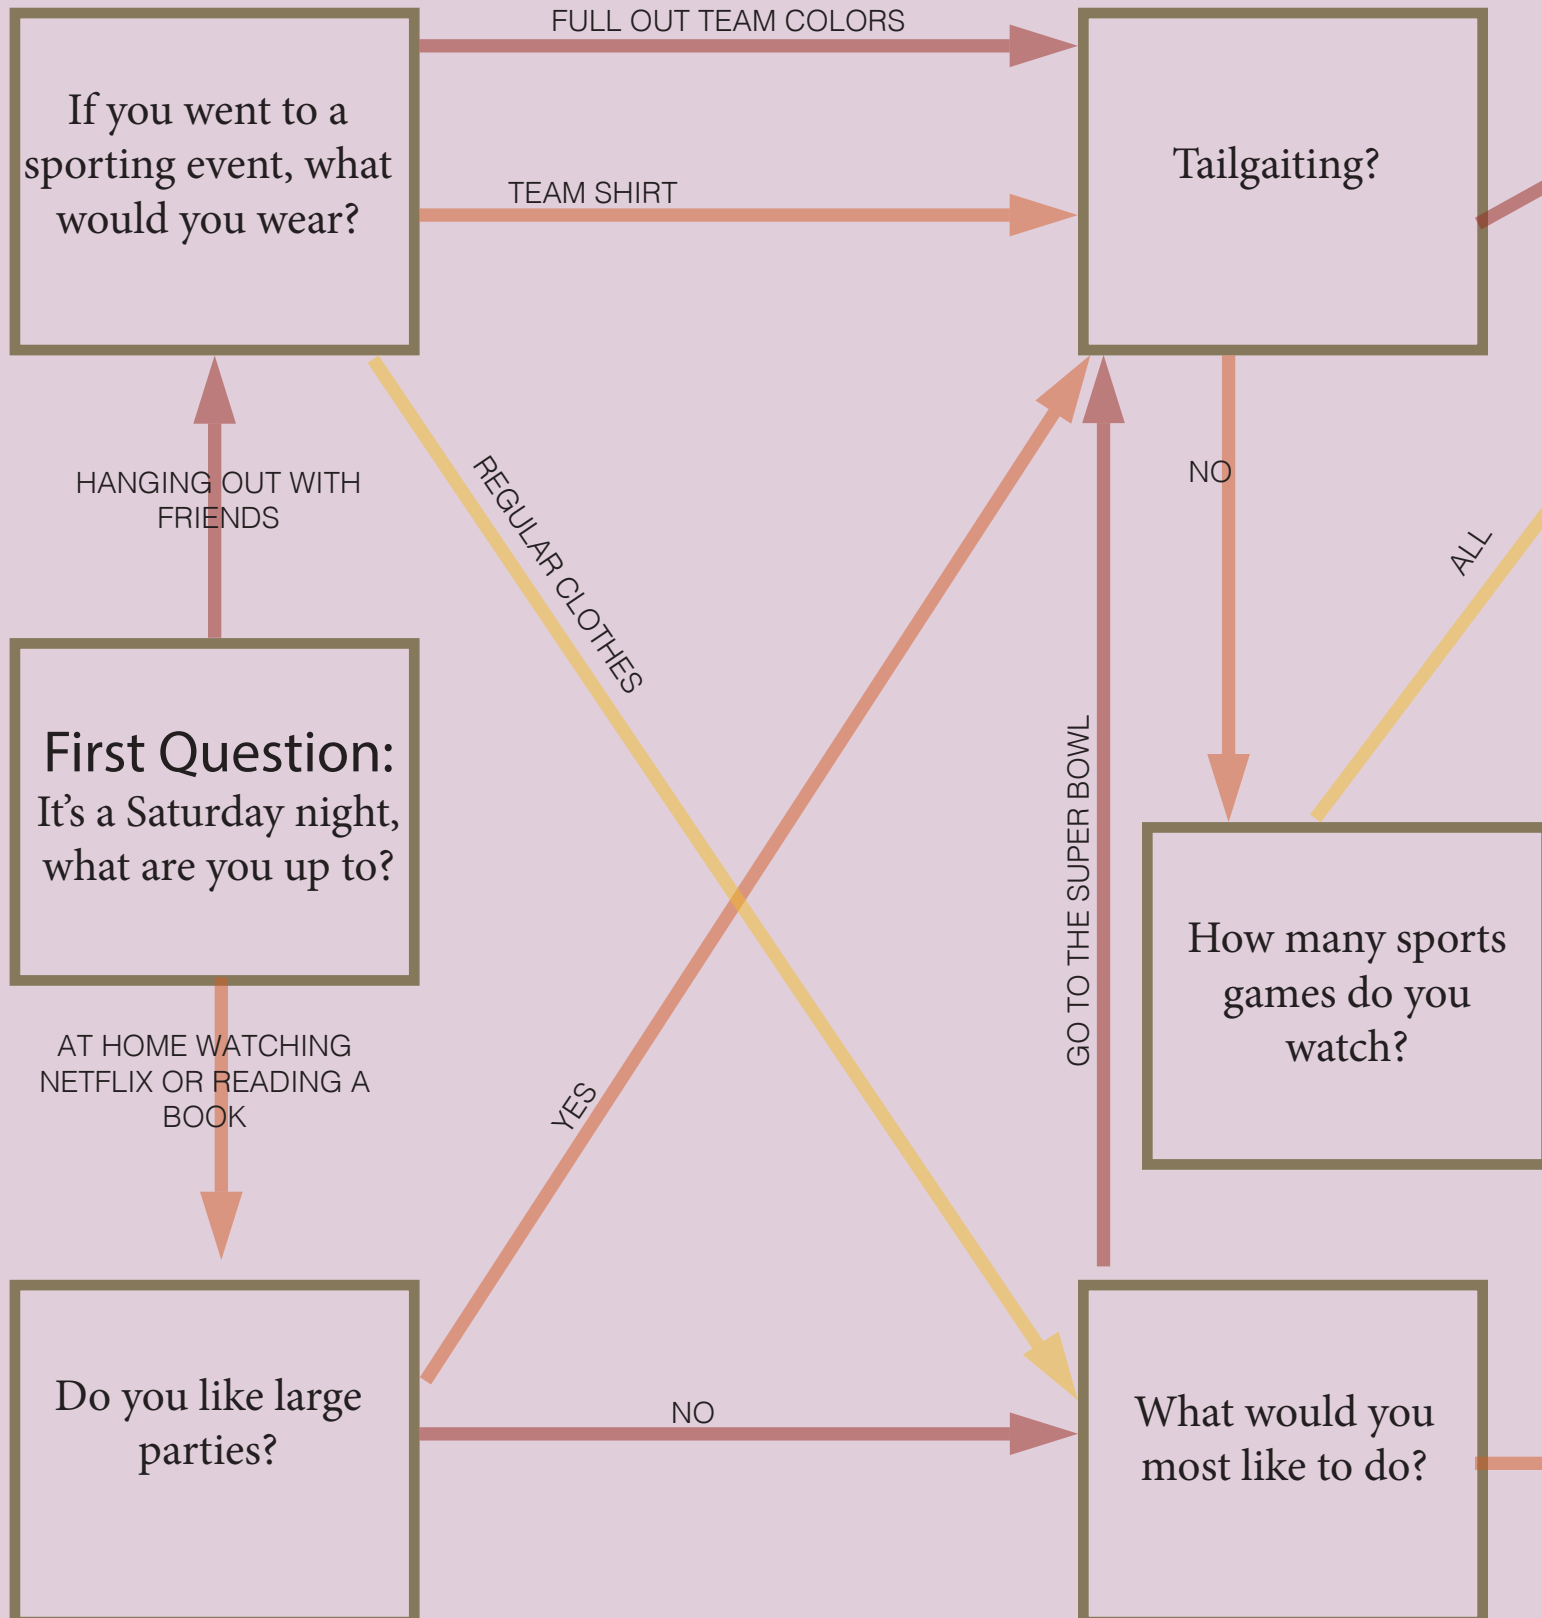 FULL OUT TEAM COLORS
If you went to a
sporting event, what
would you wear?
Tailgaiting?
TEAM SHIRT
HANGING OUT WITH
FRIENDS
REGULAR CLOTHES
NO
ALL
First Question:
It's a Saturday night,
what are you up to?
GO TO THE SUPER BOWL
How many sports
games do you
watch?
AT HOME WATCHING
NETFLIX OR READING A
BOOK
YES
Do you like large
parties?
NO
What would you
most like to do?